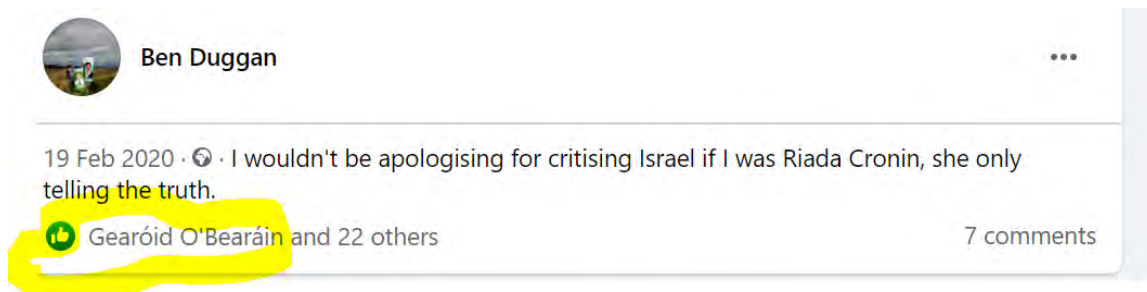 Ben Duggan
19 Feb 2020 · I wouldn't be apologising for critising Israel if I was Riada Cronin, she only
telling the truth.
Gearóid O'Bearáin and 22 others 7 comments